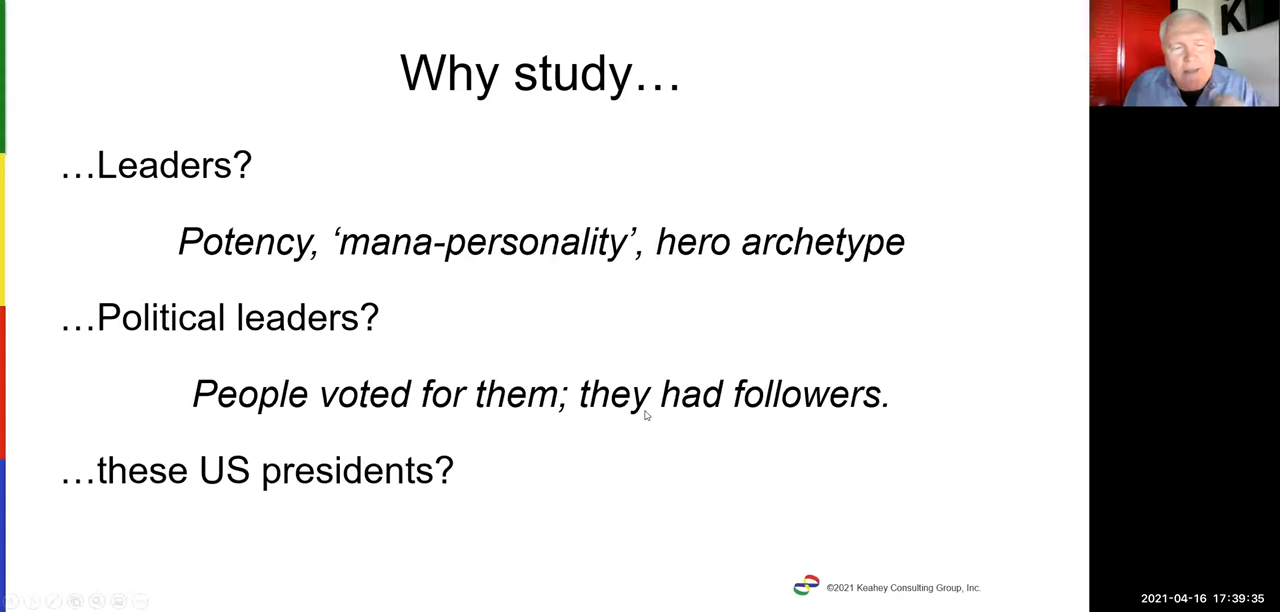 Why study…
…Leaders?
Potency, ‘mana-personality’, hero archetype
…Political leaders?
People voted for them; they had followers.
…these US presidents?
©2021 Keahey Consulting Group, Inc.
K
2021-04-16 17:39:35